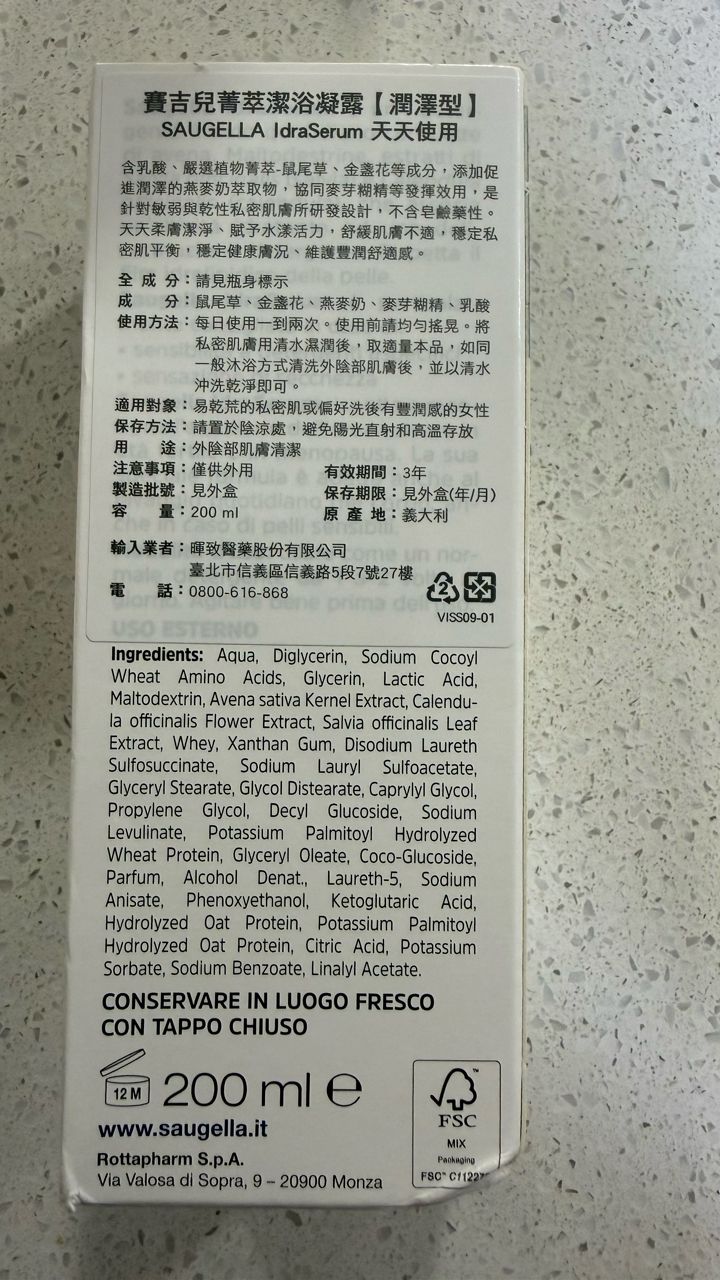 賽吉兒菁萃潔浴凝露【潤澤型】
SAUGELLA IdraSerum 天天使用
含乳酸、嚴選植物菁萃-鼠尾草、金盞花等成分，添加促
進潤澤的燕麥奶萃取物，協同麥芽糊精等發揮效用，是
針對敏弱與乾性私密肌膚所研發設計，不含皂鹼藥性。
天天柔膚潔淨、賦予水漾活力，舒緩肌膚不適，穩定私
密肌平衡，穩定健康膚況、維護豐潤舒適感。
全 成 分：請見瓶身標示
成 分：鼠尾草、金盞花、燕麥奶、麥芽糊精、乳酸
使用方法：每日使用一到兩次。使用前請均勻搖晃。將
私密肌膚用清水濕潤後，取適量本品，如同
一般沐浴方式清洗外陰部肌膚後，並以清水
沖洗乾淨即可。
適用對象：易乾荒的私密肌或偏好洗後有豐潤感的女性
保存方法：請置於陰涼處，避免陽光直射和高溫存放
用 途：外陰部肌膚清潔
注意事項：僅供外用 有效期間：3年
製造批號：見外盒 保存期限：見外盒(年/月)
容 量：200 ml 原 產 地：義大利
輸入業者：暉致醫藥股份有限公司
臺北市信義區信義路5段7號27樓
電 話：0800-616-868
2
VISS09-01
USO ESTERNO
Ingredients: Aqua, Diglycerin, Sodium Cocoyl
Wheat Amino Acids, Glycerin, Lactic Acid,
Maltodextrin, Avena sativa Kernel Extract, Calendu-
la officinalis Flower Extract, Salvia officinalis Leaf
Extract, Whey, Xanthan Gum, Disodium Laureth
Sulfosuccinate, Sodium Lauryl Sulfoacetate,
Glyceryl Stearate, Glycol Distearate, Caprylyl Glycol,
Propylene Glycol, Decyl Glucoside, Sodium
Levulinate, Potassium Palmitoyl Hydrolyzed
Wheat Protein, Glyceryl Oleate, Coco-Glucoside,
Parfum, Alcohol Denat., Laureth-5, Sodium
Anisate, Phenoxyethanol, Ketoglutaric Acid,
Hydrolyzed Oat Protein, Potassium Palmitoyl
Hydrolyzed Oat Protein, Citric Acid, Potassium
Sorbate, Sodium Benzoate, Linalyl Acetate.
CONSERVARE IN LUOGO FRESCO
CON TAPPO CHIUSO
12 M 200 ml e
www.saugella.it
Rottapharm S.p.A.
Via Valosa di Sopra, 9 – 20900 Monza
FSC™
MIX
Packaging
FSC™